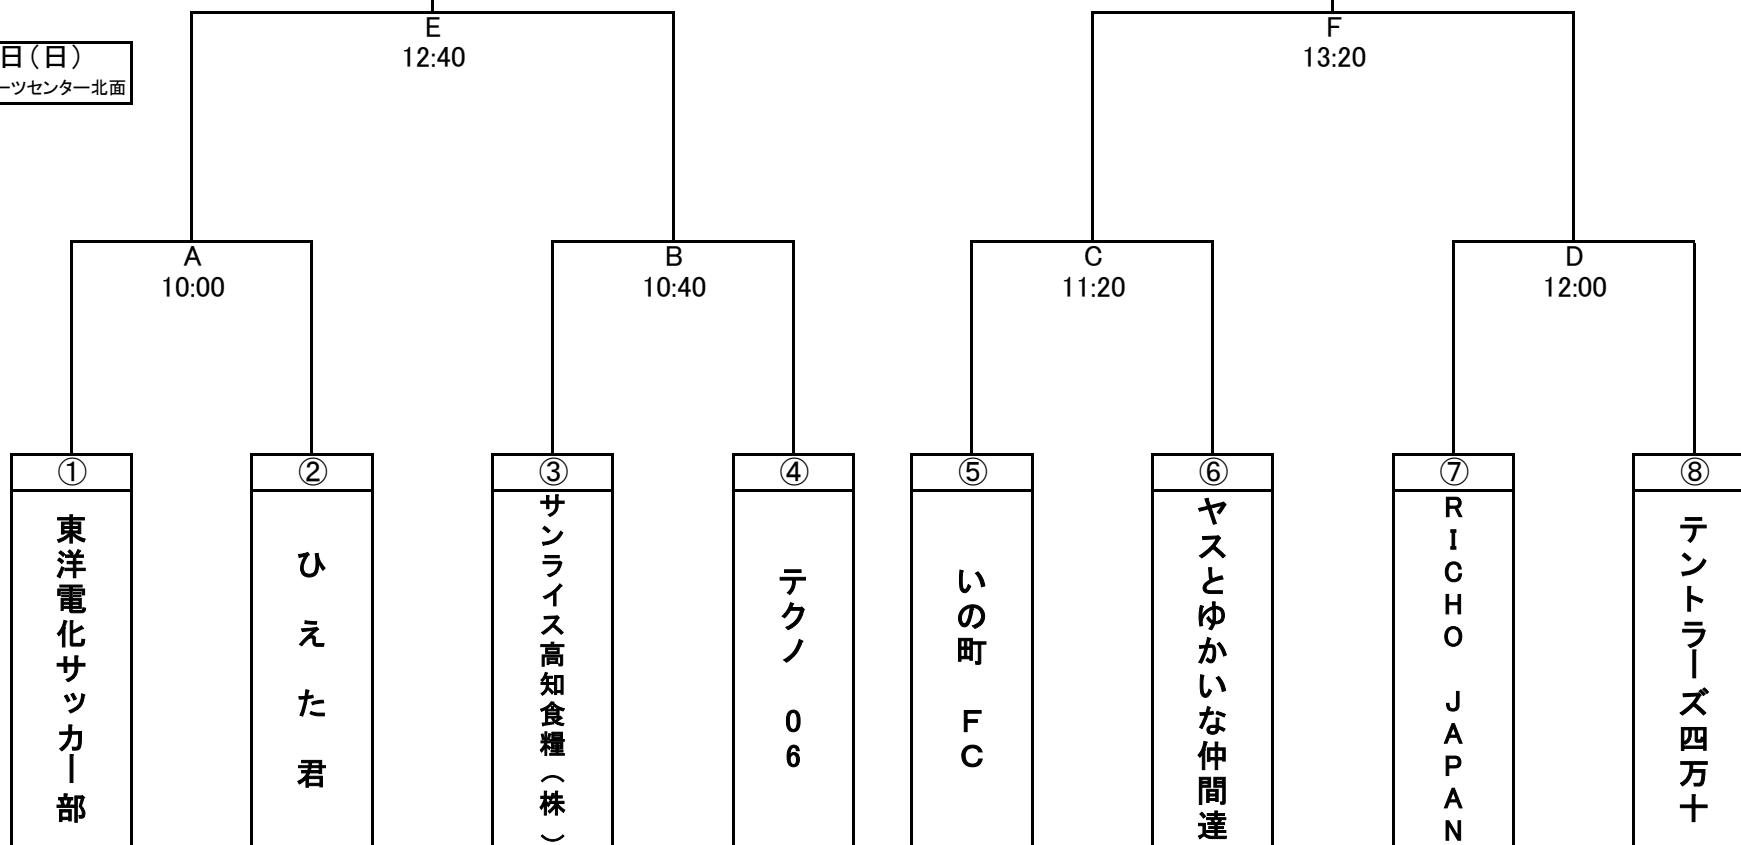 E
12:40
F
13:20
日(日)
ーツセンター北面
A
10:00
B
10:40
C
11:20
D
12:00
①
②
③
④
⑤
⑥
⑦
⑧
東洋電化サッカー部
ひえた君
サンライス高知食糧(株)
テクノ 06
いの町 FC
ヤスとゆかいな仲間達
RICHO JAPAN
テントラーズ四万十